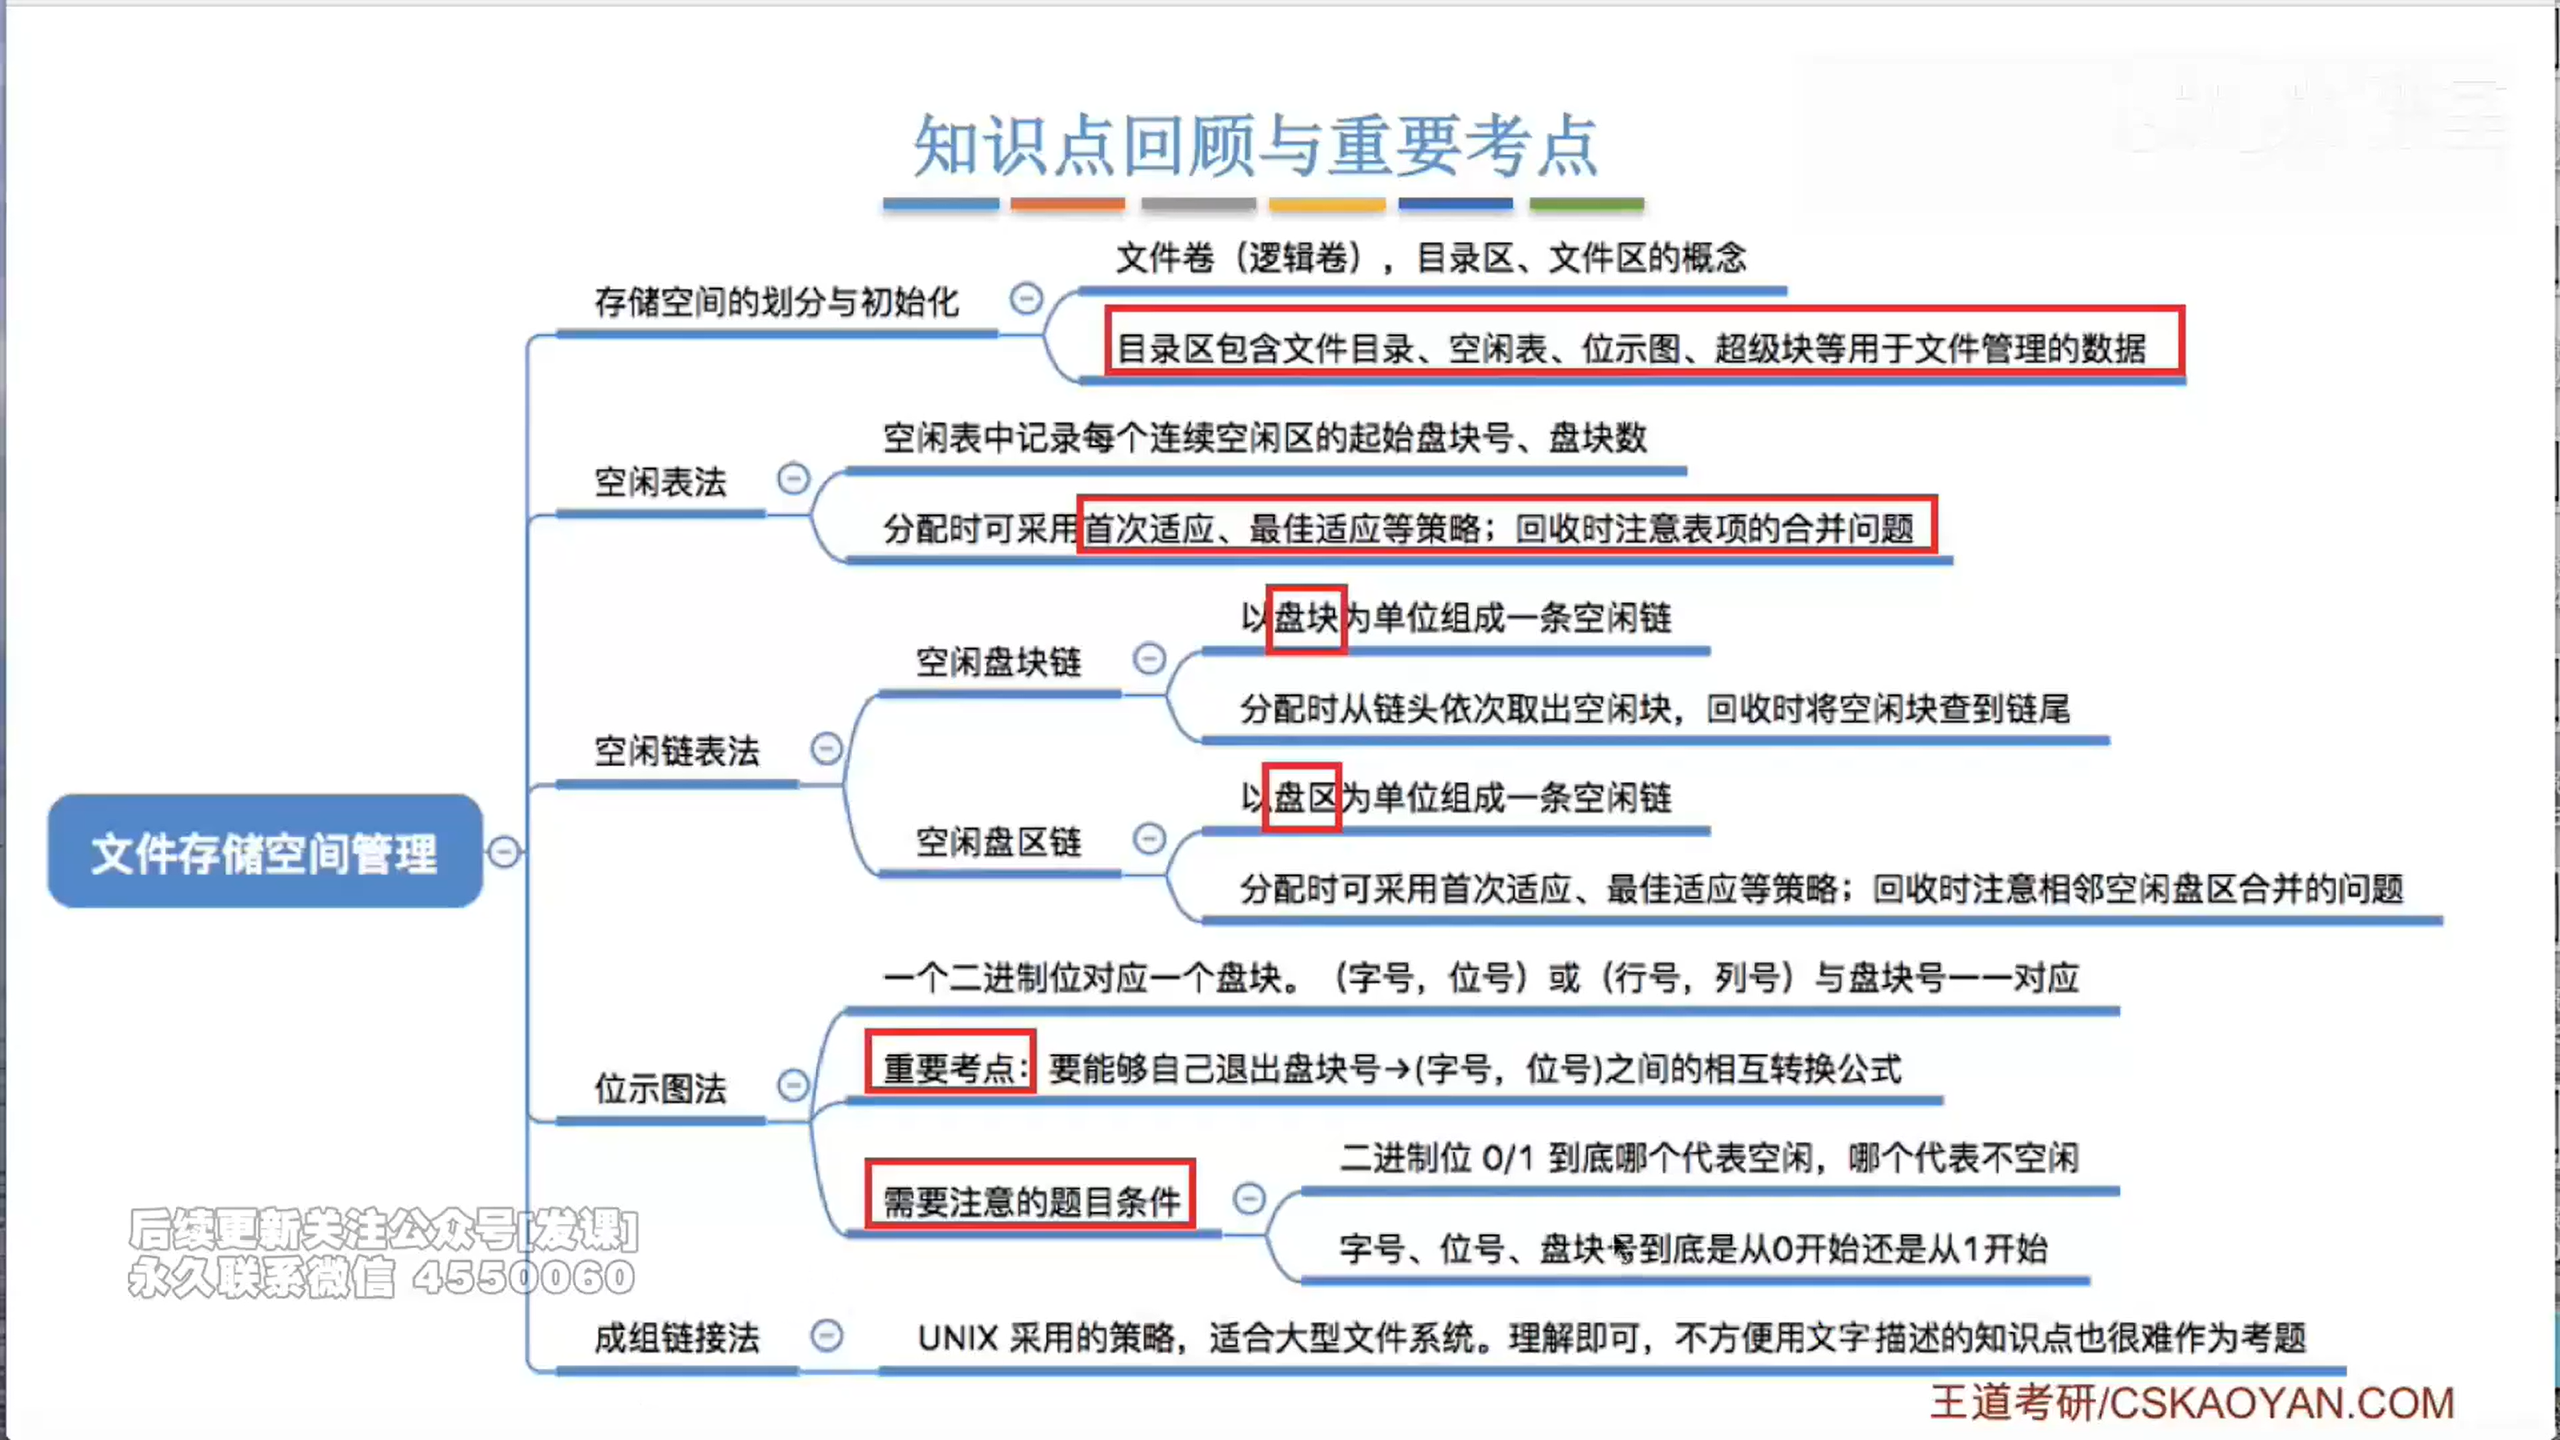 知识点回顾与重要考点
文件卷（逻辑卷），目录区、文件区的概念
存储空间的划分与初始化
目录区包含文件目录、空闲表、位示图、超级块等用于文件管理的数据
空闲表中记录每个连续空闲区的起始盘块号、盘块数
空闲表法
分配时可采用首次适应、最佳适应等策略；回收时注意表项的合并问题
以盘块为单位组成一条空闲链
空闲盘块链
分配时从链头依次取出空闲块，回收时将空闲块查到链尾
空闲链表法
以盘区为单位组成一条空闲链
空闲盘区链
分配时可采用首次适应、最佳适应等策略；回收时注意相邻空闲盘区合并的问题
文件存储空间管理
一个二进制位对应一个盘块。（字号，位号）或（行号，列号）与盘块号一一对应
重要考点：要能够自己退出盘块号→(字号，位号)之间的相互转换公式
位示图法
二进制位 0/1 到底哪个代表空闲，哪个代表不空闲
需要注意的题目条件
字号、位号、盘块号到底是从0开始还是从1开始
后续更新关注公众号[发课]
永久联系微信 4550060
成组链接法
UNIX 采用的策略，适合大型文件系统。理解即可，不方便用文字描述的知识点也很难作为考题
王道考研/CSKAOYAN.COM